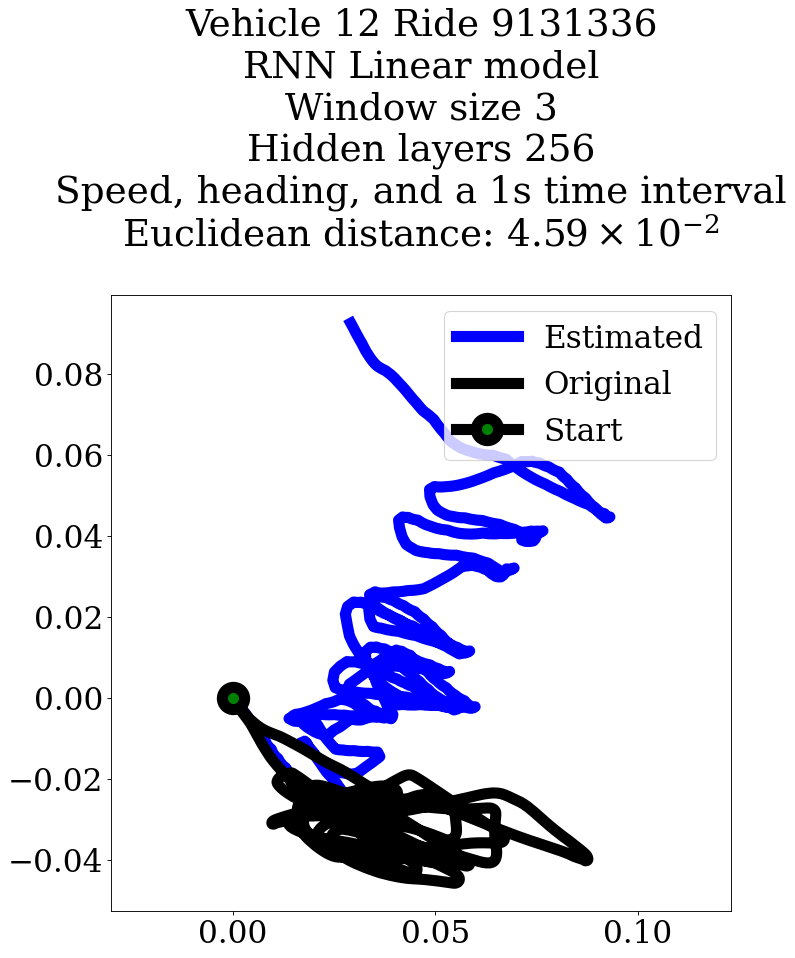 Vehicle 12 Ride 9131336
RNN Linear model
Window size 3
Hidden layers 256
Speed, heading, and a 1s time interval
Euclidean distance: 4.59 × 10⁻²
Estimated
Original
Start
0.08
0.06
0.04
0.02
0.00
−0.02
−0.04
0.00 0.05 0.10